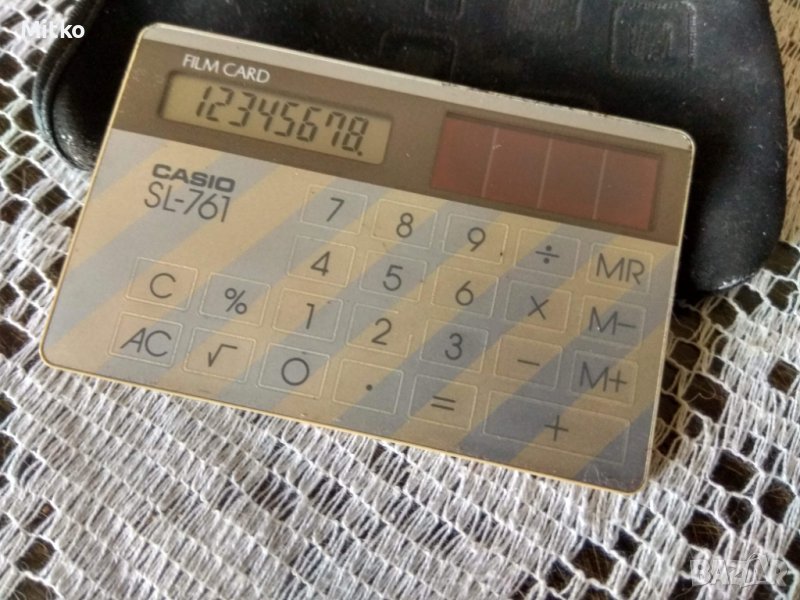 Mitko
FILM CARD
12345678.
CASIO
SL-761
7 8 9 ÷ MR
4 5 6 × M−
C % 1 2 3 − M+
AC √ 0 · = +
BAZAR